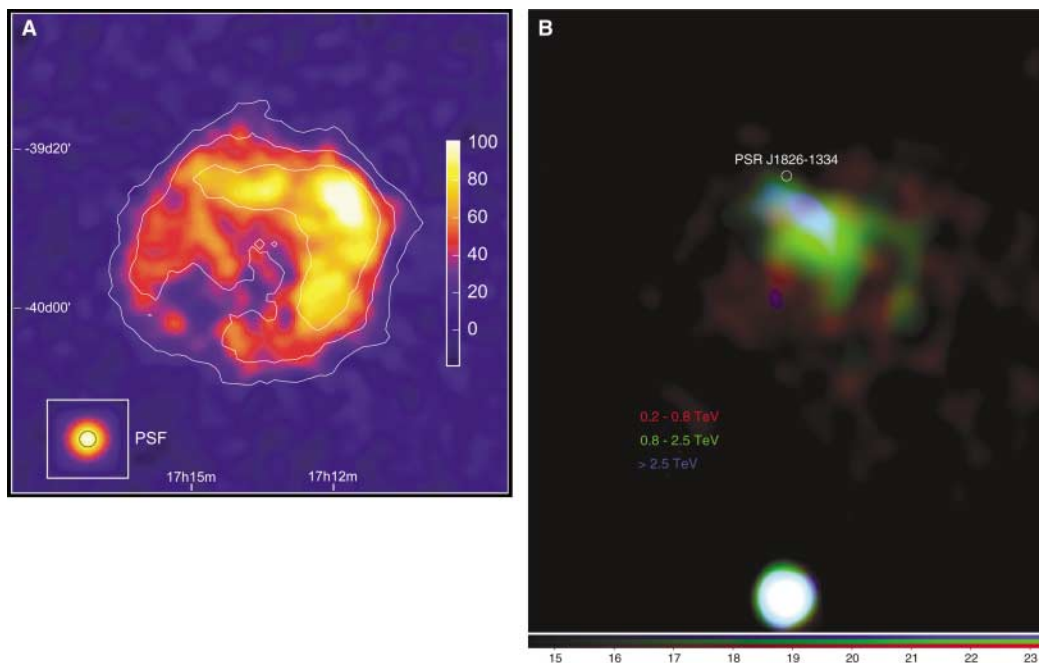 A
-39d20'
-40d00'
100
80
60
40
20
0
PSF
17h15m
17h12m
B
PSR J1826-1334
0.2 - 0.8 TeV
0.8 - 2.5 TeV
> 2.5 TeV
15 16 17 18 19 20 21 22 23